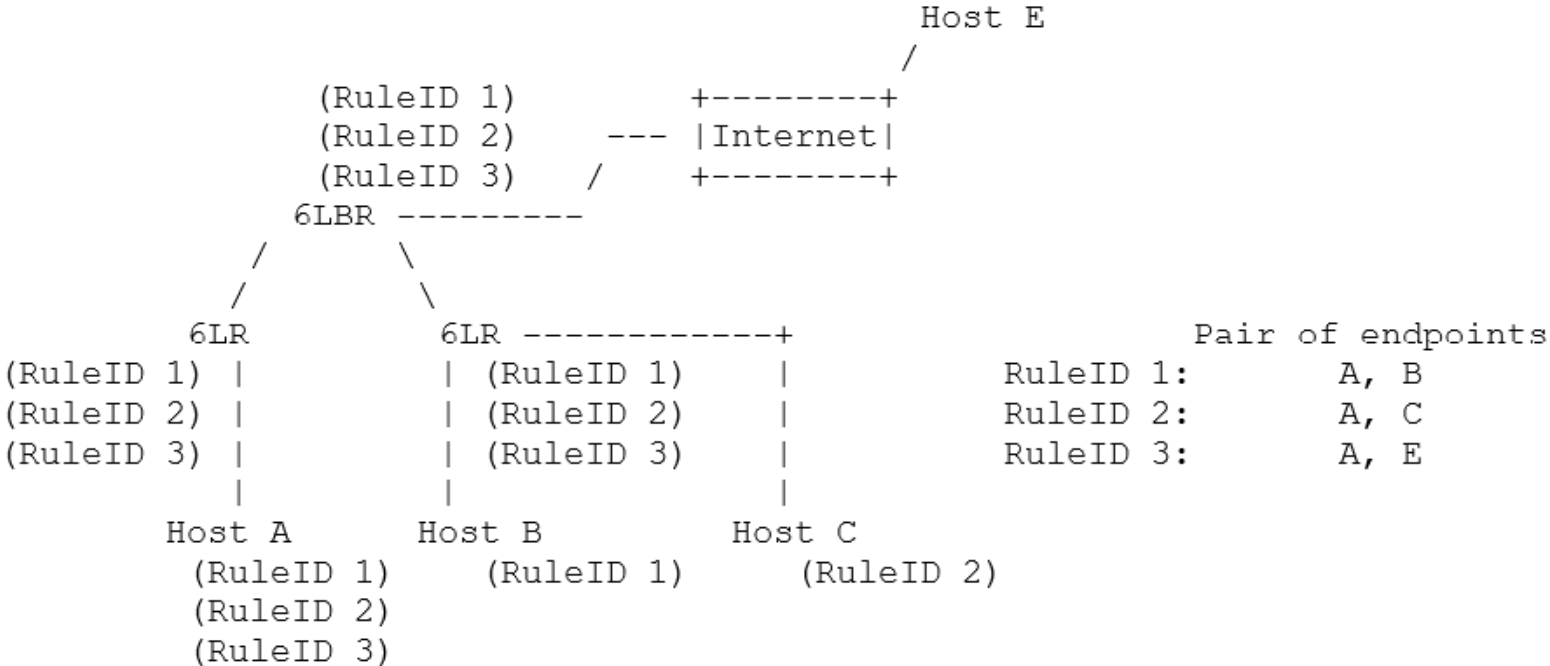 Host E
/
(RuleID 1) +--------+
(RuleID 2) --- |Internet|
(RuleID 3) / +--------+
6LBR ---------
/ \
/ \
6LR 6LR ------------+ Pair of endpoints
(RuleID 1) | | (RuleID 1) | RuleID 1: A, B
(RuleID 2) | | (RuleID 2) | RuleID 2: A, C
(RuleID 3) | | (RuleID 3) | RuleID 3: A, E
| | |
Host A Host B Host C
(RuleID 1) (RuleID 1) (RuleID 2)
(RuleID 2)
(RuleID 3)